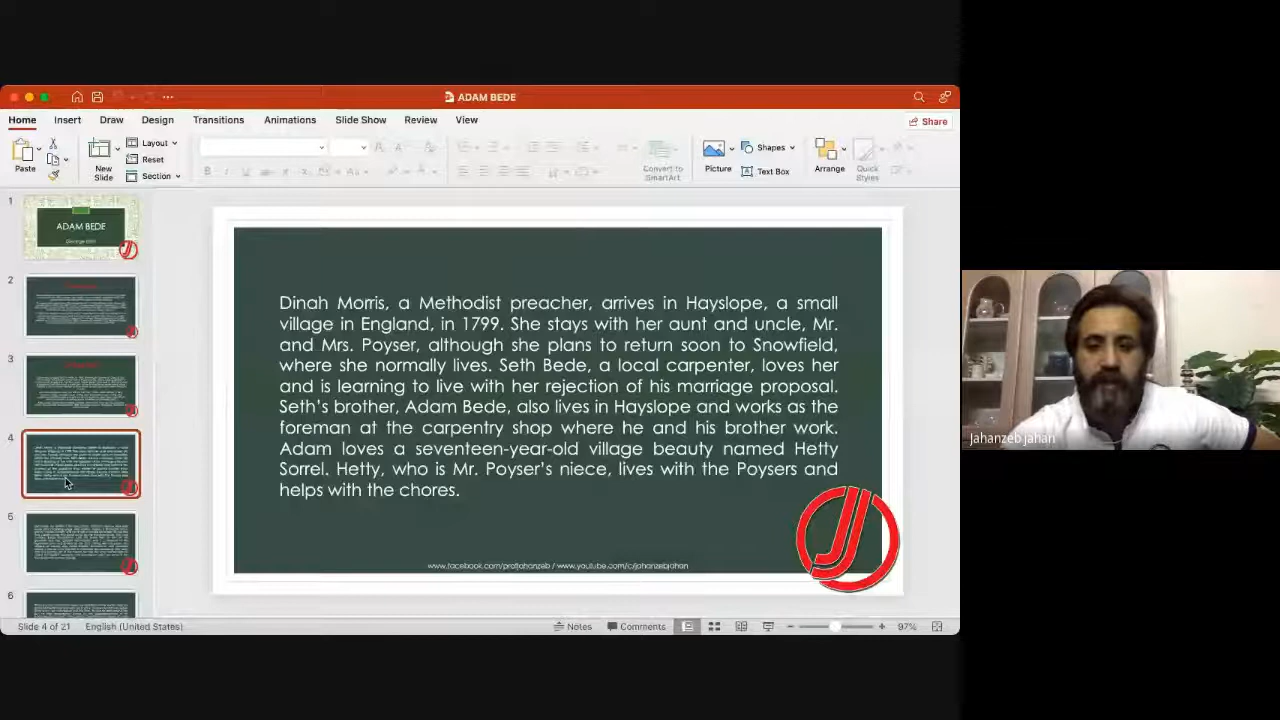 ADAM BEDE
Home Insert Draw Design Transitions Animations Slide Show Review View Share
Paste
New Slide
Layout
Reset
Section
Convert to SmartArt
Picture
Shapes
Text Box
Arrange
Quick Styles
1
ADAM BEDE
2
3
4
5
6
Dinah Morris, a Methodist preacher, arrives in Hayslope, a small
village in England, in 1799. She stays with her aunt and uncle, Mr.
and Mrs. Poyser, although she plans to return soon to Snowfield,
where she normally lives. Seth Bede, a local carpenter, loves her
and is learning to live with her rejection of his marriage proposal.
Seth's brother, Adam Bede, also lives in Hayslope and works as the
foreman at the carpentry shop where he and his brother work.
Adam loves a seventeen-year-old village beauty named Hetty
Sorrel. Hetty, who is Mr. Poyser's niece, lives with the Poysers and
helps with the chores.
www.facebook.com/profjahanzeb / www.youtube.com/c/jahanzebjahan
Jahanzeb jahan
Slide 4 of 21 English (United States) Notes Comments 97%